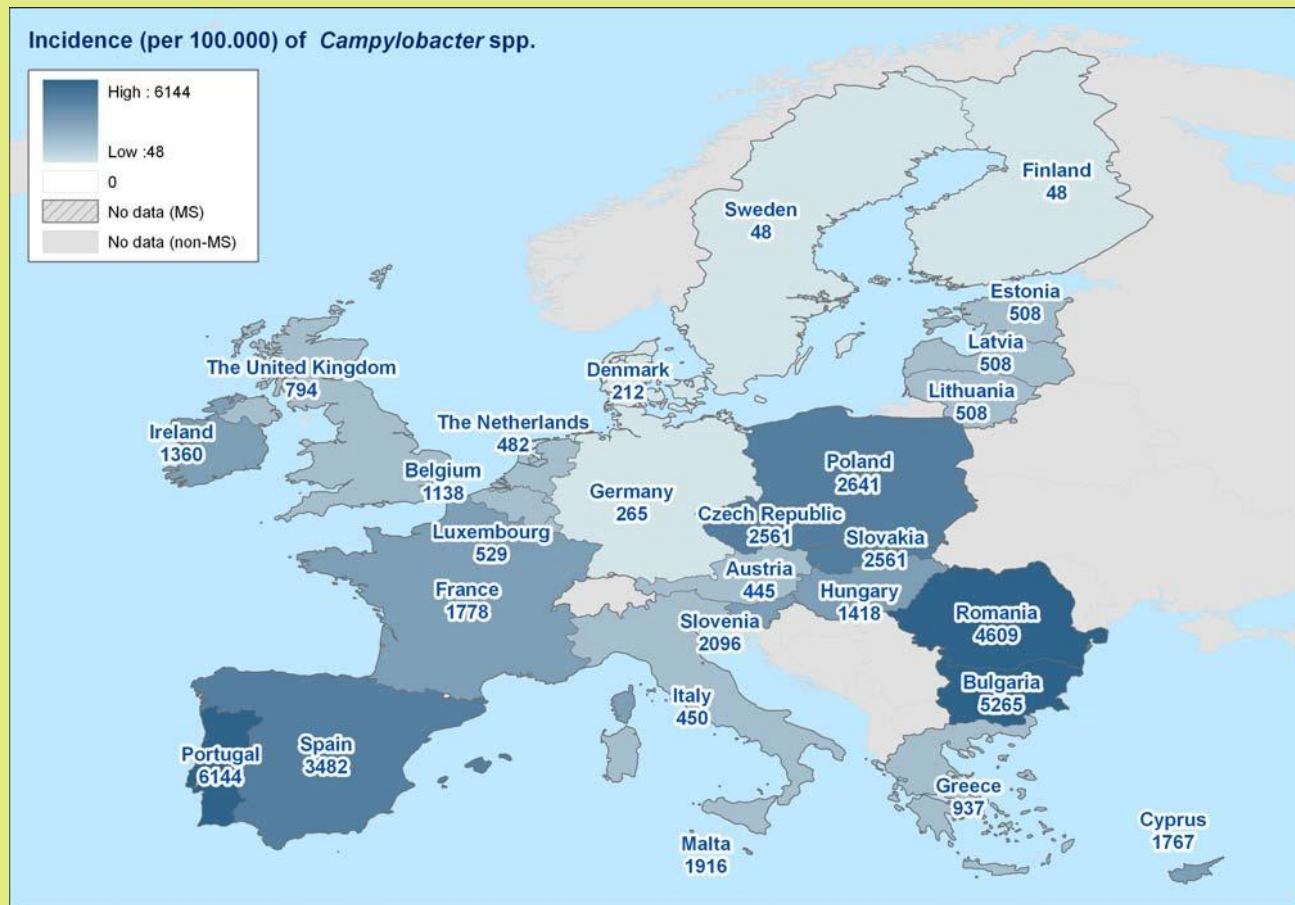 Incidence (per 100.000) of Campylobacter spp.
High : 6144
Low :48
0
No data (MS)
No data (non-MS)
Finland
48
Sweden
48
Estonia
508
Latvia
508
Lithuania
508
Denmark
212
The United Kingdom
794
Ireland
1360
The Netherlands
482
Belgium
1138
Germany
265
Poland
2641
Czech Republic
2561
Slovakia
2561
Luxembourg
529
Austria
445
Hungary
1418
France
1778
Slovenia
2096
Romania
4609
Bulgaria
5265
Italy
450
Portugal
6144
Spain
3482
Greece
937
Malta
1916
Cyprus
1767